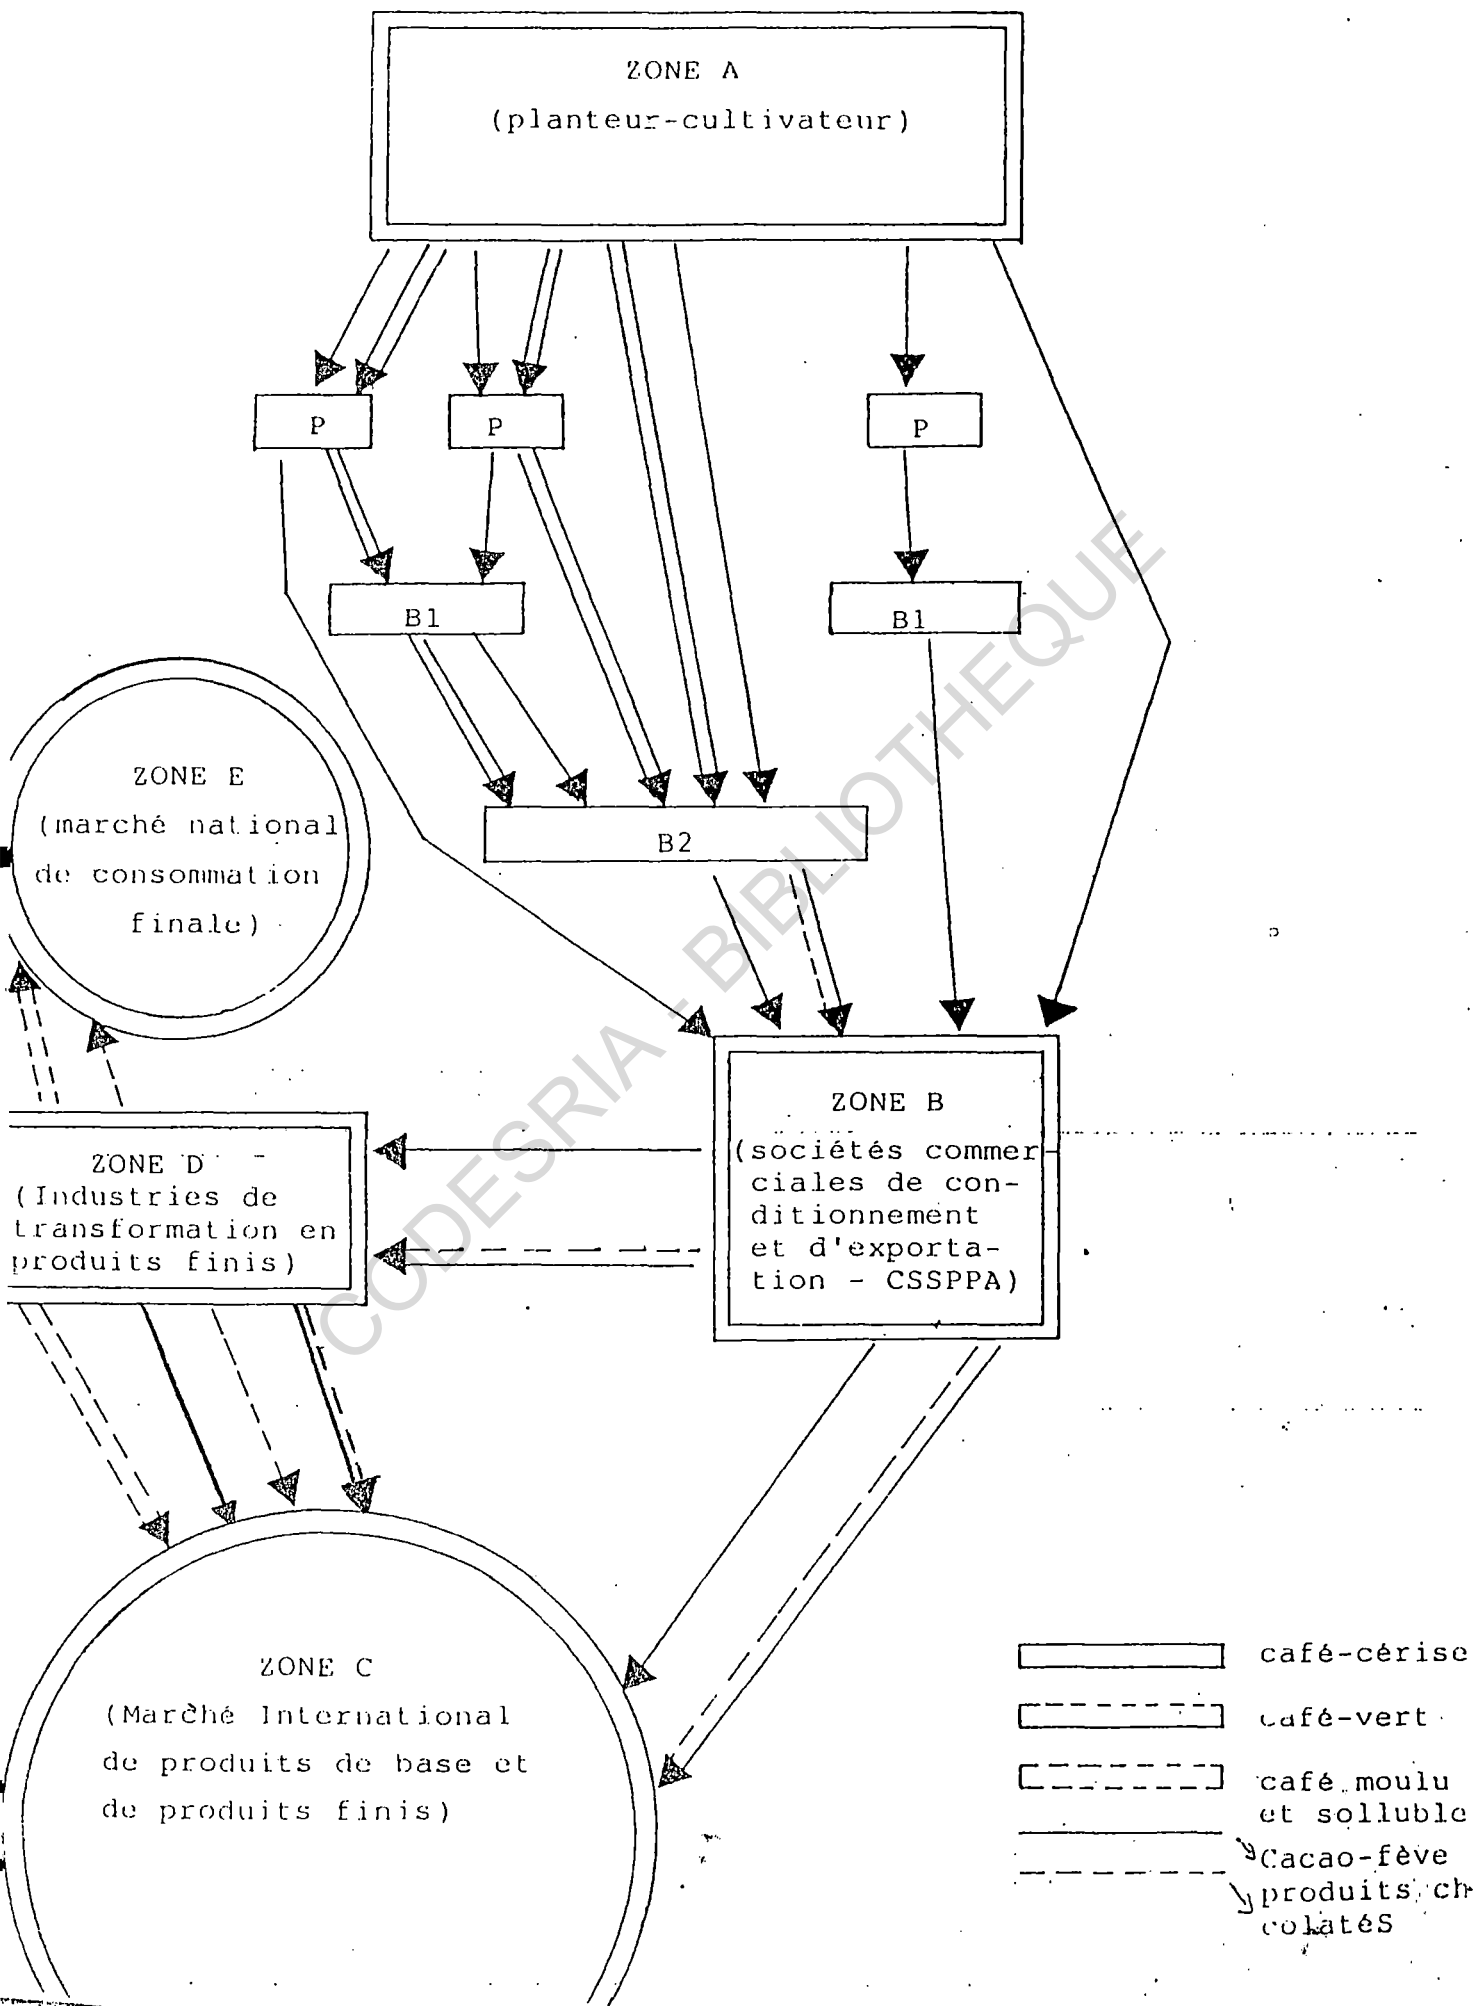 ZONE A
(planteur-cultivateur)
P
P
P
B1
B1
B2
ZONE E
(marché national
de consommation
finale)
ZONE B
(sociétés commer-
ciales de con-
ditionnement
et d'exporta-
tion - CSSPPA)
ZONE D
(Industries de
transformation en
produits finis)
ZONE C
(Marché International
de produits de base et
de produits finis)
café-cérise
café-vert
café moulu
et solluble
Cacao-fève
produits ch
colatéS
CODESRIA - BIBLIOTHEQUE